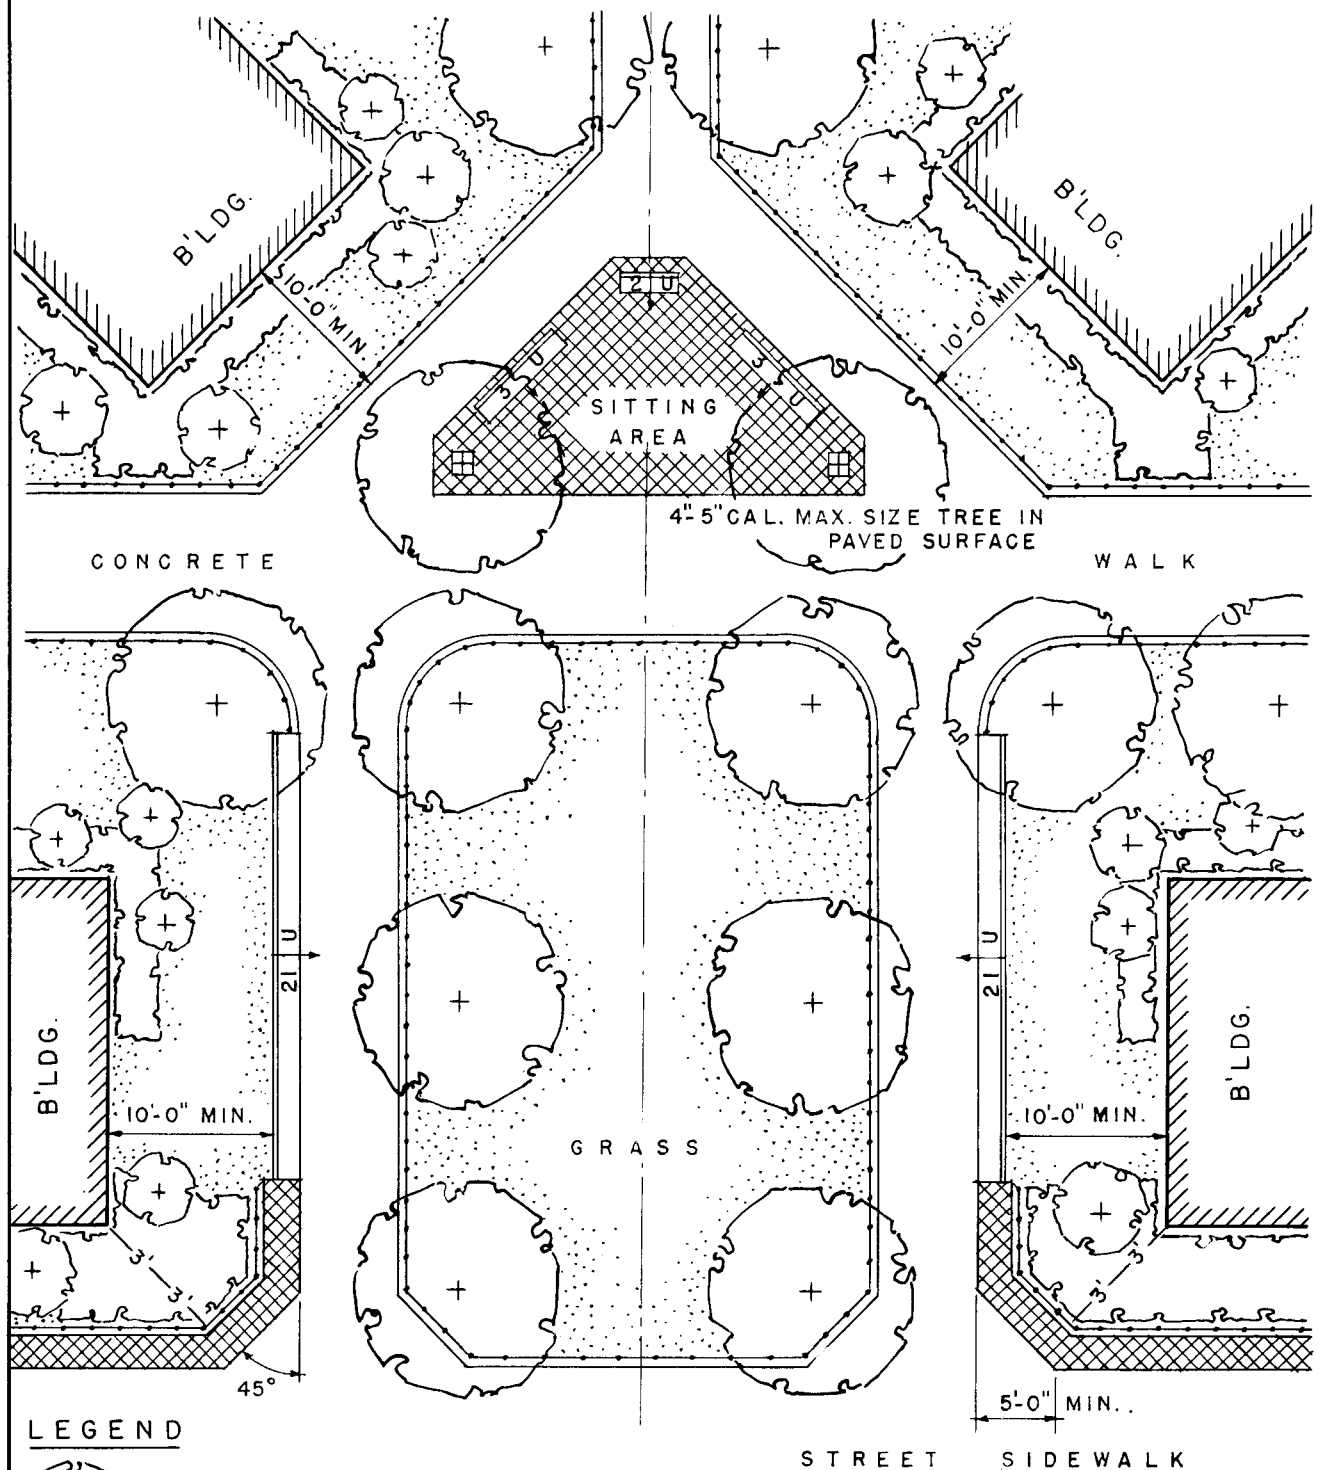 B'LDG.
B'LDG.
10'-0" MIN
10'-0" MIN
2 U
3 U
3 U
SITTING
AREA
4"-5" CAL. MAX. SIZE TREE IN
PAVED SURFACE
CONCRETE WALK
21 U
21 U
B'LDG.
B'LDG.
10'-0" MIN.
10'-0" MIN.
GRASS
3'
3'
3'
3'
45°
5'-0" MIN..
LEGEND
STREET SIDEWALK